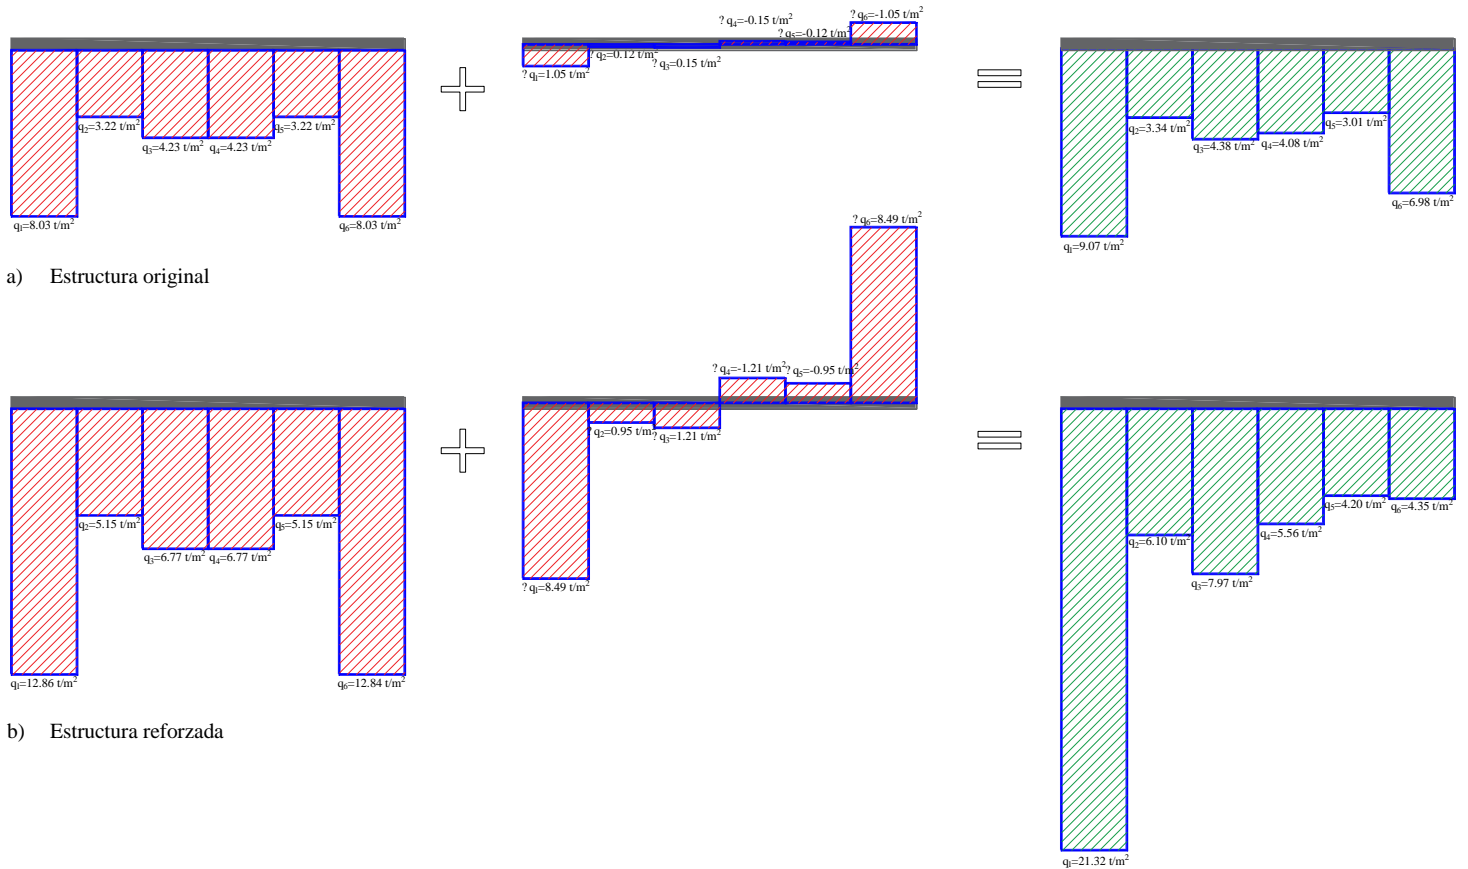 ? q₄=-0.15 t/m²
? q₆=-1.05 t/m²
? q₅=-0.12 t/m²
? q₂=0.12 t/m²
? q₃=0.15 t/m²
? q₁=1.05 t/m²
q₂=3.22 t/m²
q₅=3.22 t/m²
q₃=4.23 t/m²
q₄=4.23 t/m²
q₁=8.03 t/m²
q₆=8.03 t/m²
q₂=3.34 t/m²
q₅=3.01 t/m²
q₃=4.38 t/m²
q₄=4.08 t/m²
q₆=6.98 t/m²
q₁=9.07 t/m²
a) Estructura original
? q₆=8.49 t/m²
? q₄=-1.21 t/m²
? q₅=-0.95 t/m²
? q₂=0.95 t/m²
? q₃=1.21 t/m²
? q₁=8.49 t/m²
q₂=5.15 t/m²
q₅=5.15 t/m²
q₃=6.77 t/m²
q₄=6.77 t/m²
q₁=12.86 t/m²
q₆=12.84 t/m²
q₅=4.20 t/m²
q₆=4.35 t/m²
q₄=5.56 t/m²
q₂=6.10 t/m²
q₃=7.97 t/m²
b) Estructura reforzada
q₁=21.32 t/m²